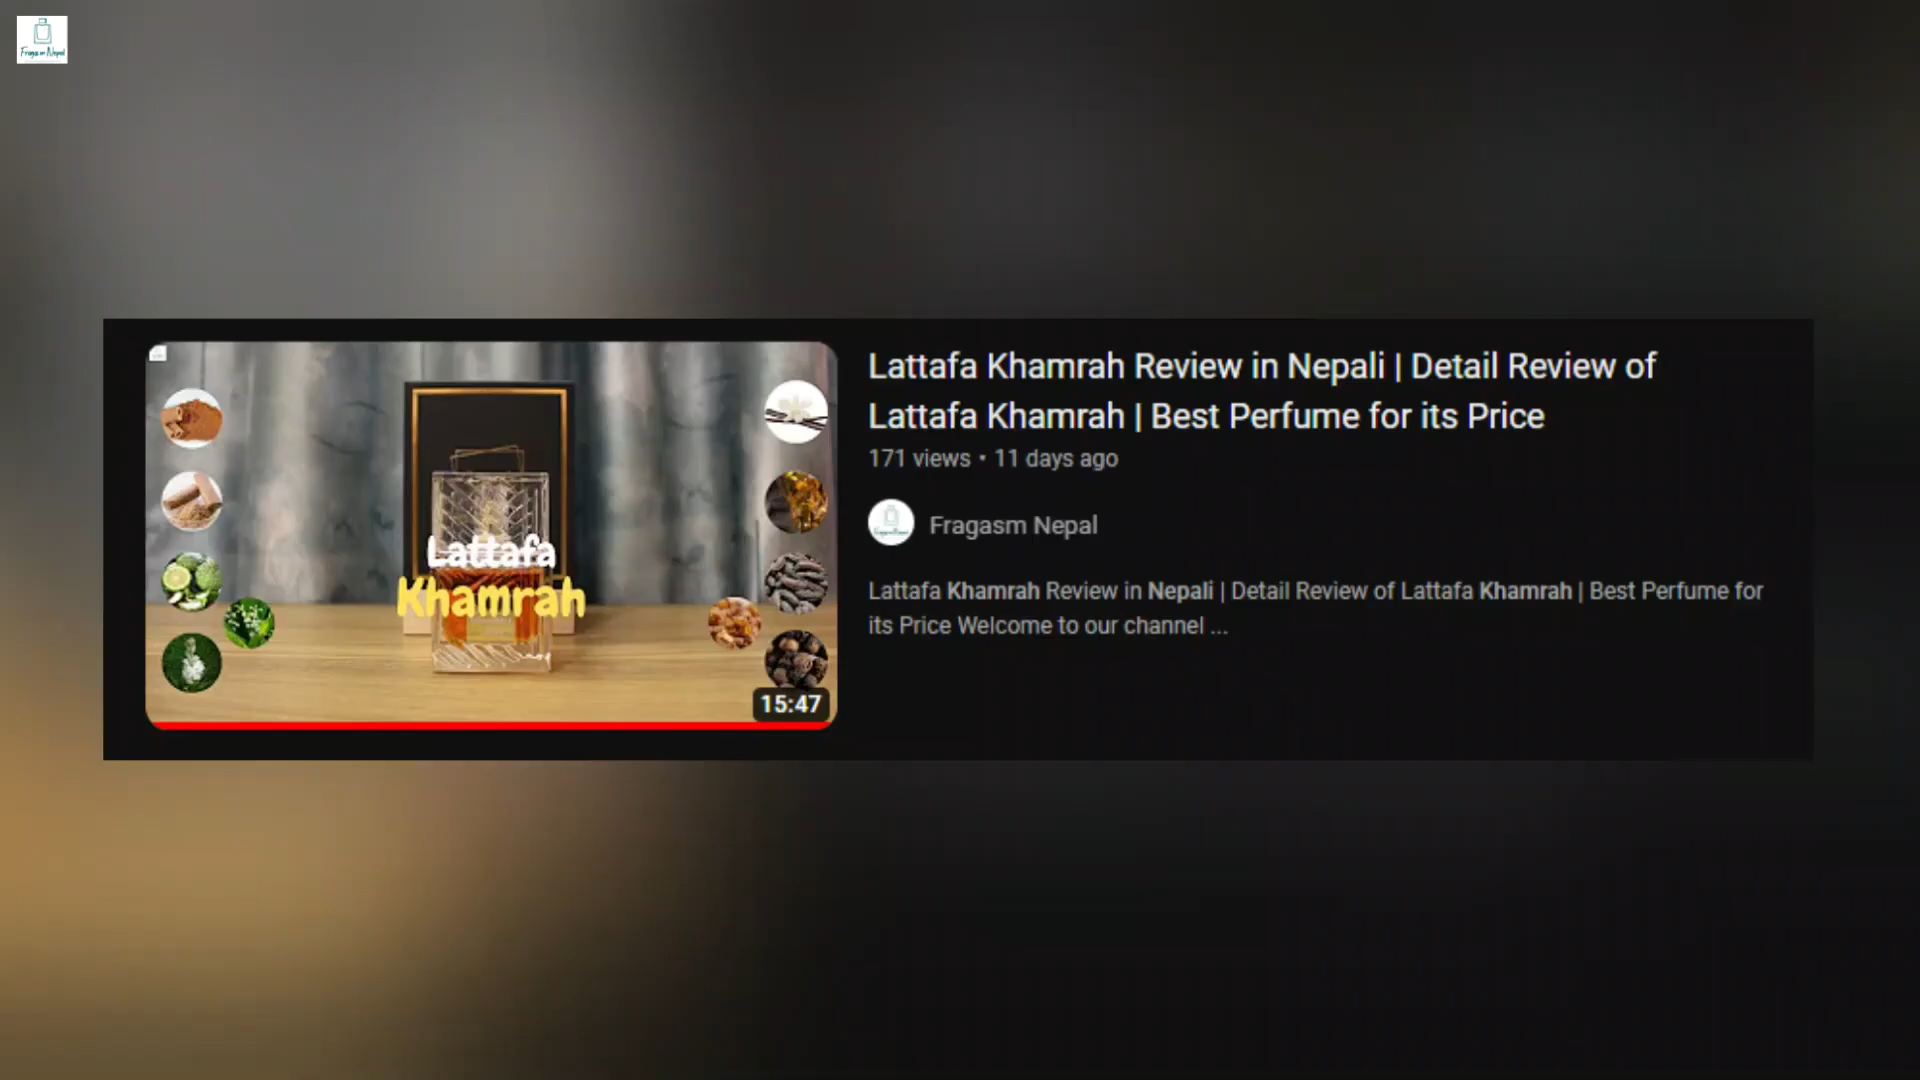 Fragasm Nepal
Lattafa
Khamrah
15:47
Lattafa Khamrah Review in Nepali | Detail Review of
Lattafa Khamrah | Best Perfume for its Price
171 views • 11 days ago
Fragasm Nepal
Lattafa Khamrah Review in Nepali | Detail Review of Lattafa Khamrah | Best Perfume for
its Price Welcome to our channel ...